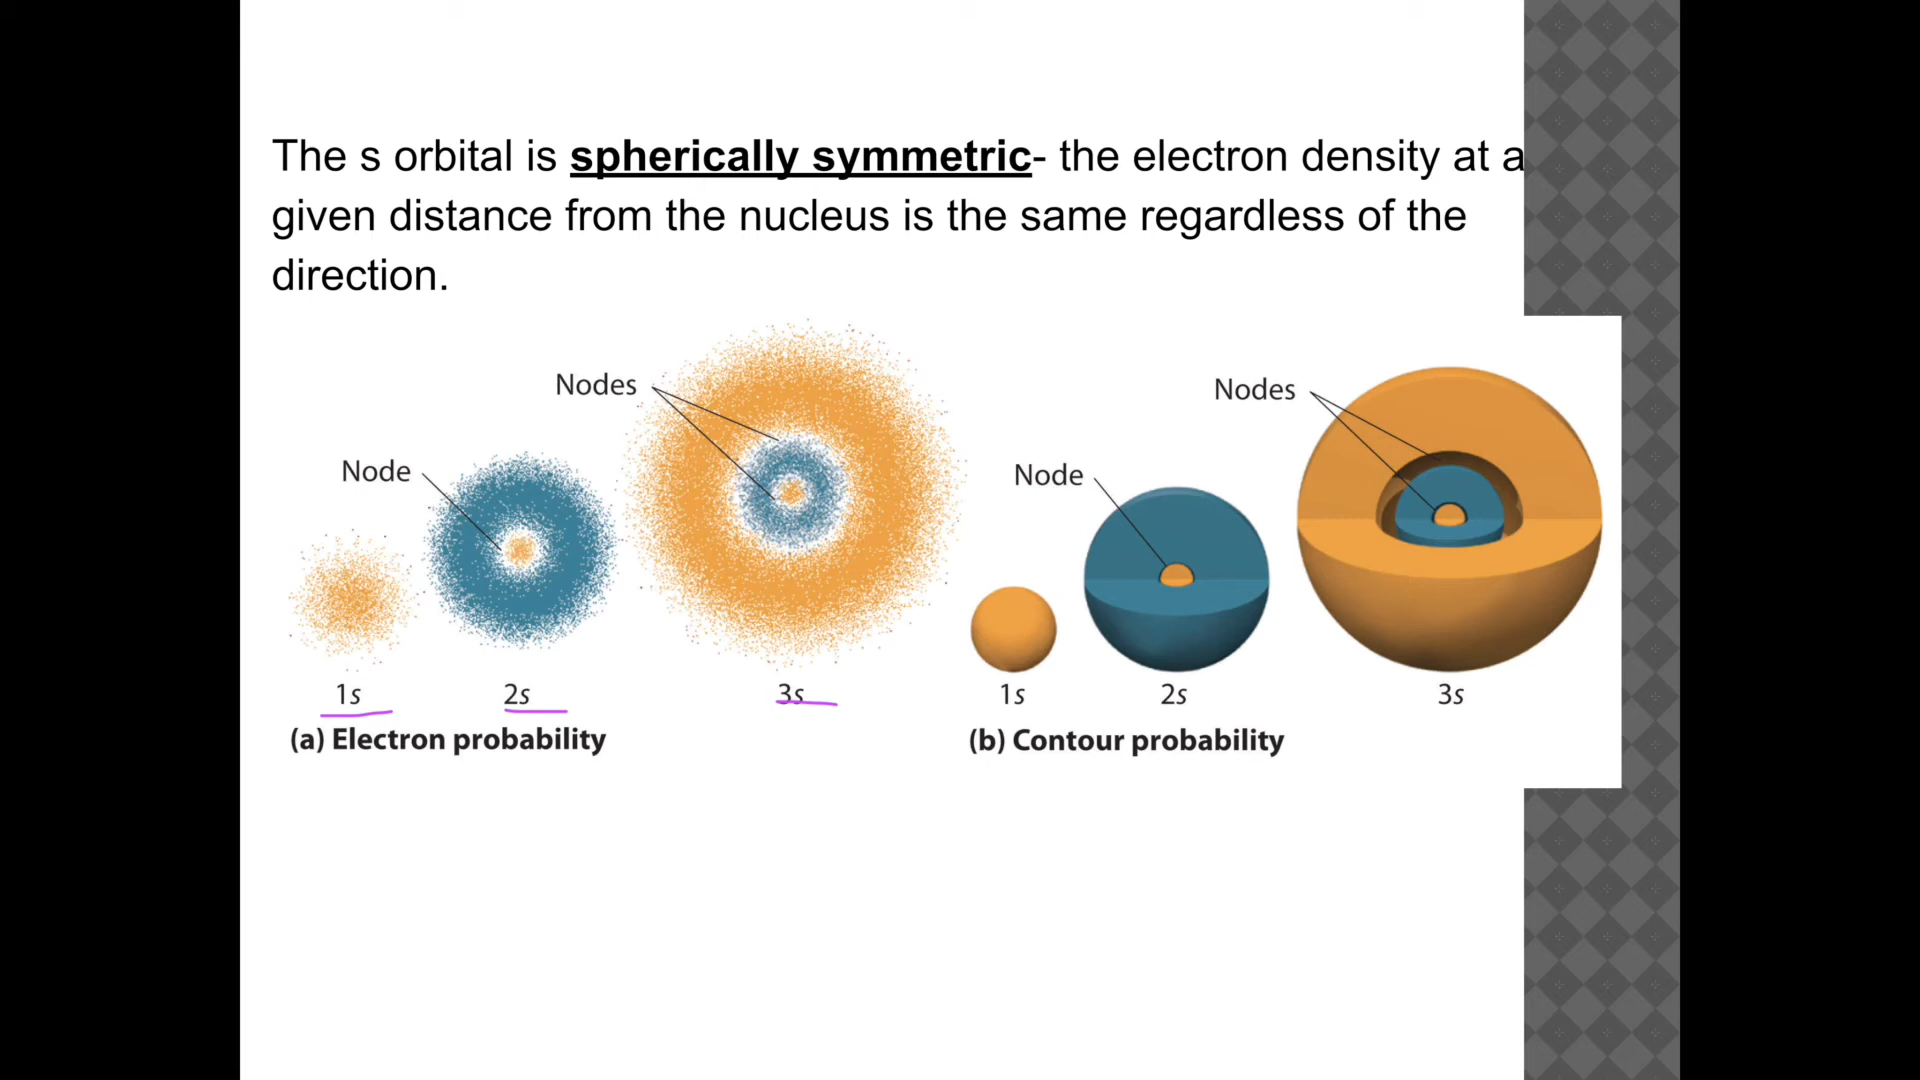 The s orbital is spherically symmetric- the electron density at a
given distance from the nucleus is the same regardless of the
direction.
Nodes
Node
1s
2s
3s
(a) Electron probability
Nodes
Node
1s
2s
3s
(b) Contour probability